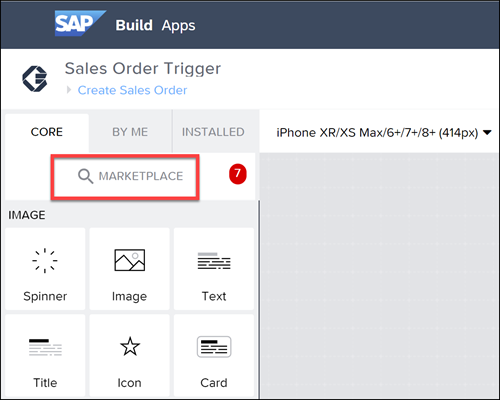 SAP Build Apps
Sales Order Trigger
Create Sales Order
CORE BY ME INSTALLED iPhone XR/XS Max/6+/7+/8+ (414px)
MARKETPLACE 7
IMAGE
Spinner Image Text
Title Icon Card